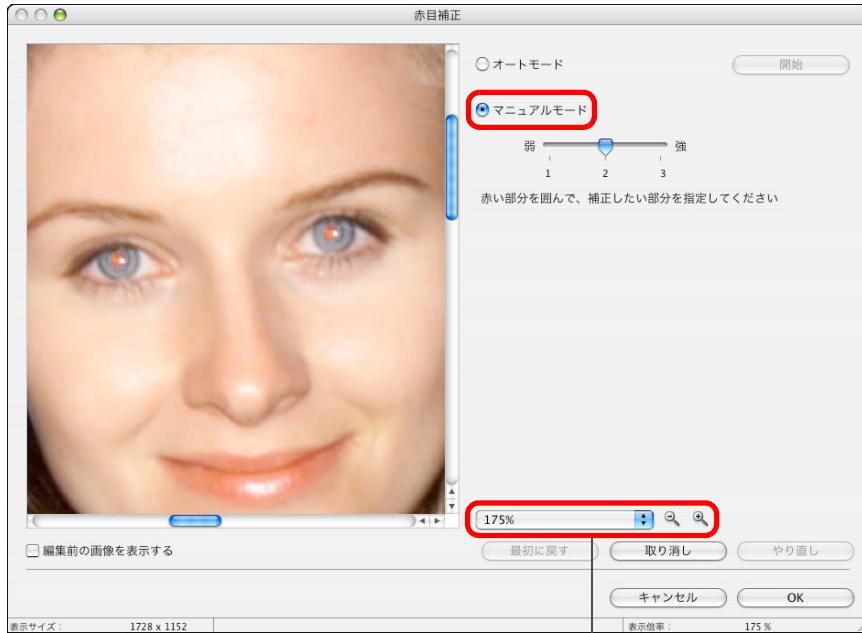 赤目補正
オートモード
開始
マニュアルモード
弱 強
1 2 3
赤い部分を囲んで、補正したい部分を指定してください
175%
編集前の画像を表示する
最初に戻す
取り消し
やり直し
キャンセル
OK
表示サイズ： 1728 x 1152
表示倍率： 175 %